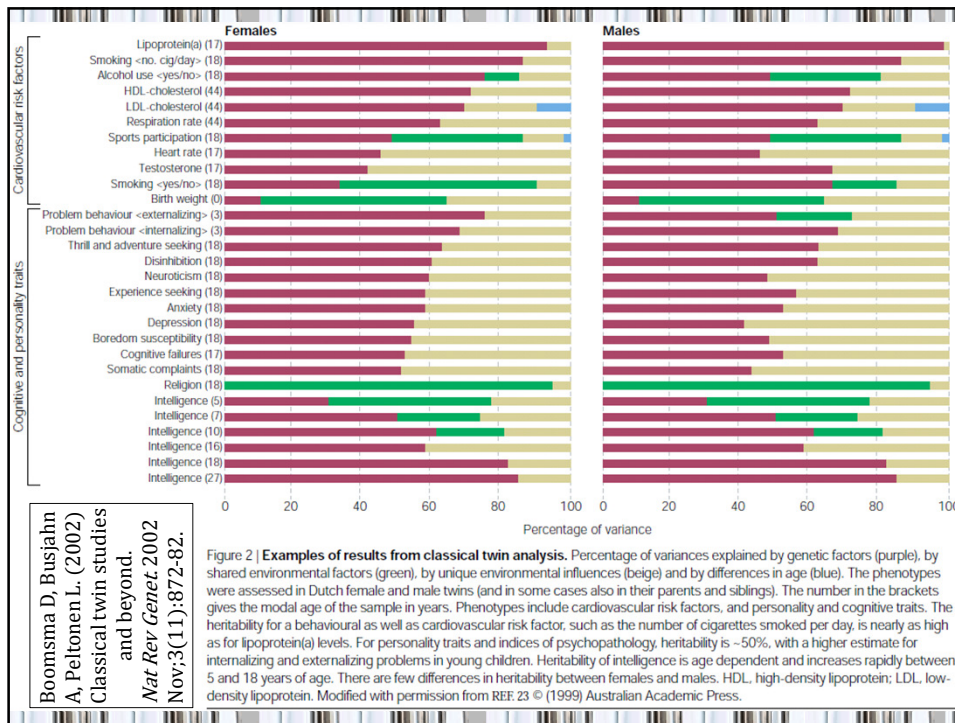 Females Males
Cardiovascular risk factors
Lipoprotein(a) (17)
Smoking <no. cig/day> (18)
Alcohol use <yes/no> (18)
HDL-cholesterol (44)
LDL-cholesterol (44)
Respiration rate (44)
Sports participation (18)
Heart rate (17)
Testosterone (17)
Smoking <yes/no> (18)
Birth weight (0)
Cognitive and personality traits
Problem behaviour <externalizing> (3)
Problem behaviour <internalizing> (3)
Thrill and adventure seeking (18)
Disinhibition (18)
Neuroticism (18)
Experience seeking (18)
Anxiety (18)
Depression (18)
Boredom susceptibility (18)
Cognitive failures (17)
Somatic complaints (18)
Religion (18)
Intelligence (5)
Intelligence (7)
Intelligence (10)
Intelligence (16)
Intelligence (18)
Intelligence (27)
0 20 40 60 80 100 0 20 40 60 80 100
Percentage of variance
Boomsma D, Busjahn
A, Peltonen L. (2002)
Classical twin studies
and beyond.
Nat Rev Genet. 2002
Nov;3(11):872-82.
Figure 2 | Examples of results from classical twin analysis. Percentage of variances explained by genetic factors (purple), by
shared environmental factors (green), by unique environmental influences (beige) and by differences in age (blue). The phenotypes
were assessed in Dutch female and male twins (and in some cases also in their parents and siblings). The number in the brackets
gives the modal age of the sample in years. Phenotypes include cardiovascular risk factors, and personality and cognitive traits. The
heritability for a behavioural as well as cardiovascular risk factor, such as the number of cigarettes smoked per day, is nearly as high
as for lipoprotein(a) levels. For personality traits and indices of psychopathology, heritability is ~50%, with a higher estimate for
internalizing and externalizing problems in young children. Heritability of intelligence is age dependent and increases rapidly between
5 and 18 years of age. There are few differences in heritability between females and males. HDL, high-density lipoprotein; LDL, low-
density lipoprotein. Modified with permission from REF. 23 © (1999) Australian Academic Press.